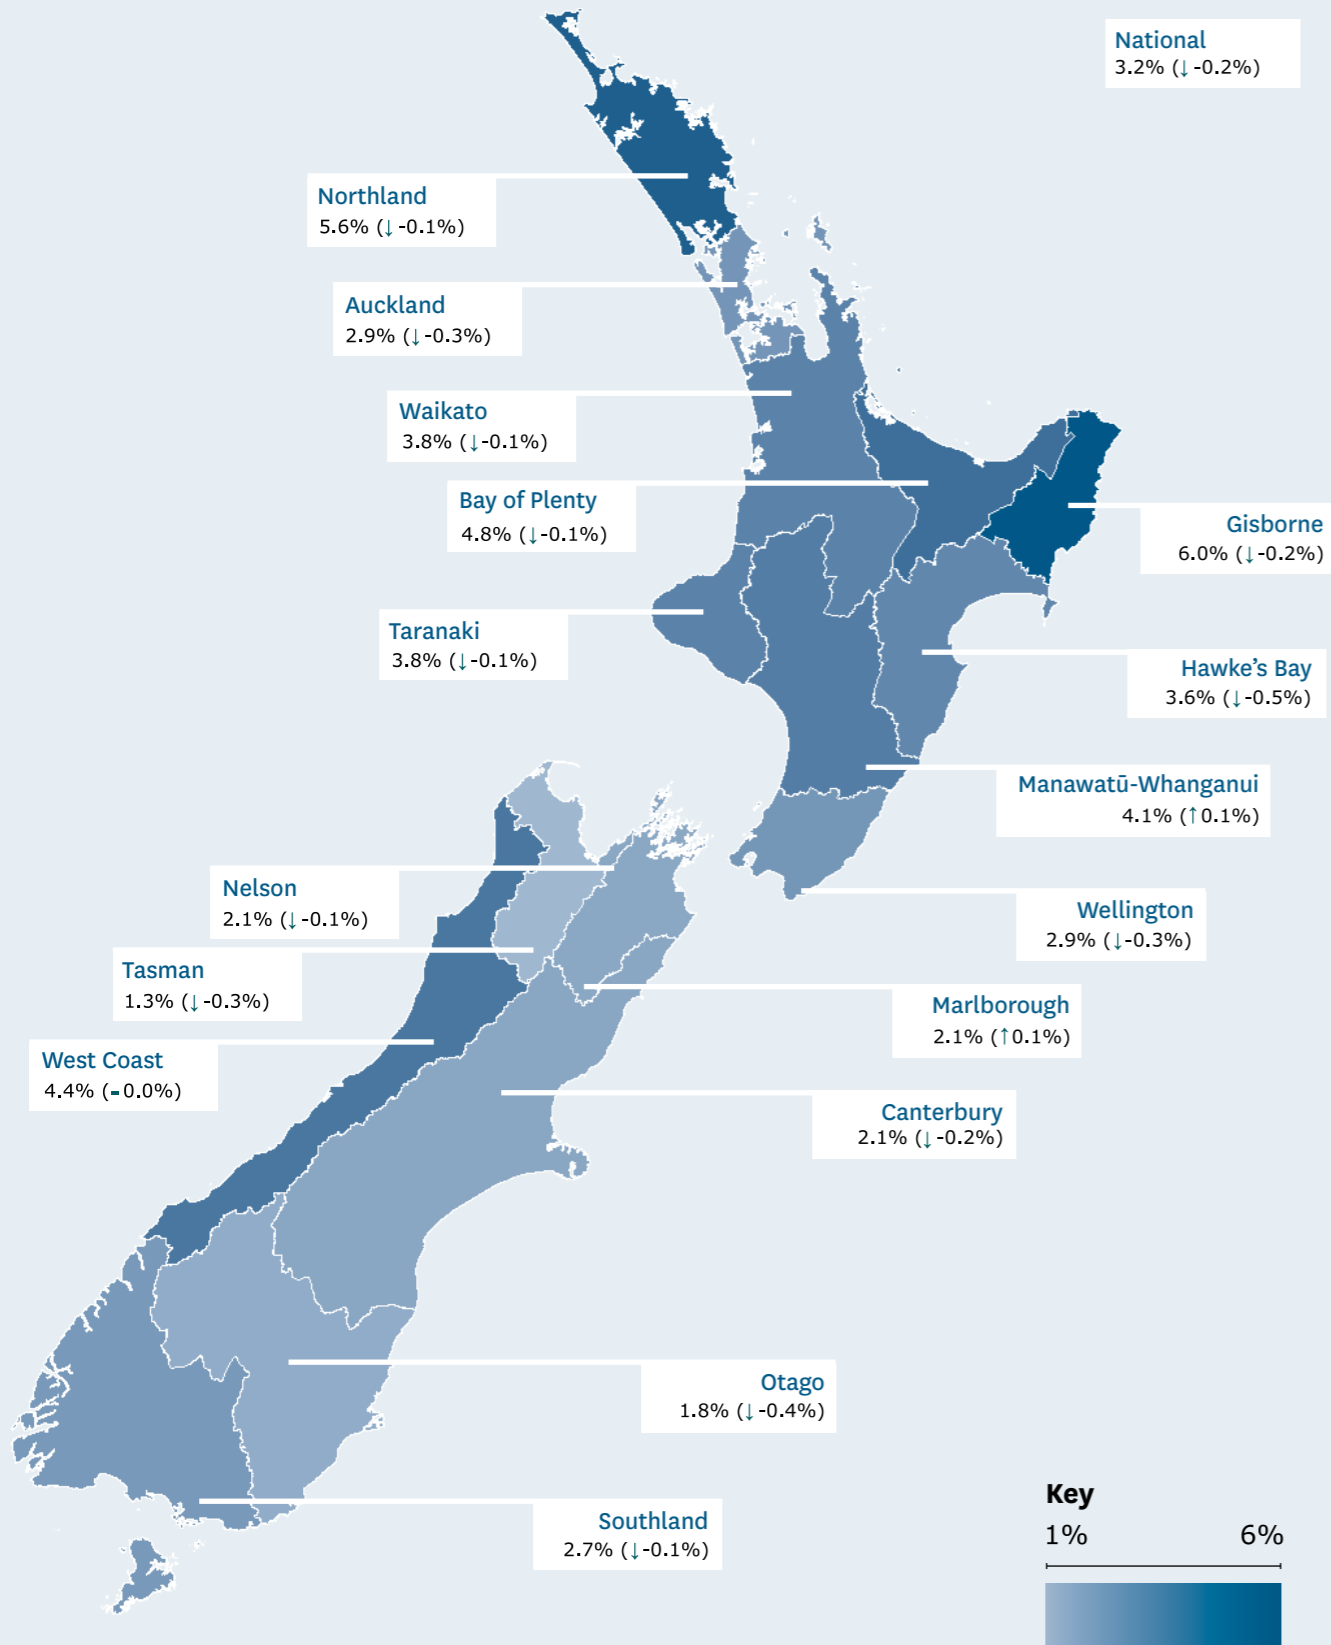 National
3.2% (↓-0.2%)
Northland
5.6% (↓-0.1%)
Auckland
2.9% (↓-0.3%)
Waikato
3.8% (↓-0.1%)
Bay of Plenty
4.8% (↓-0.1%)
Gisborne
6.0% (↓-0.2%)
Taranaki
3.8% (↓-0.1%)
Hawke’s Bay
3.6% (↓-0.5%)
Manawatū-Whanganui
4.1% (↑0.1%)
Nelson
2.1% (↓-0.1%)
Wellington
2.9% (↓-0.3%)
Tasman
1.3% (↓-0.3%)
Marlborough
2.1% (↑0.1%)
West Coast
4.4% (-0.0%)
Canterbury
2.1% (↓-0.2%)
Otago
1.8% (↓-0.4%)
Southland
2.7% (↓-0.1%)
Key
1% 6%